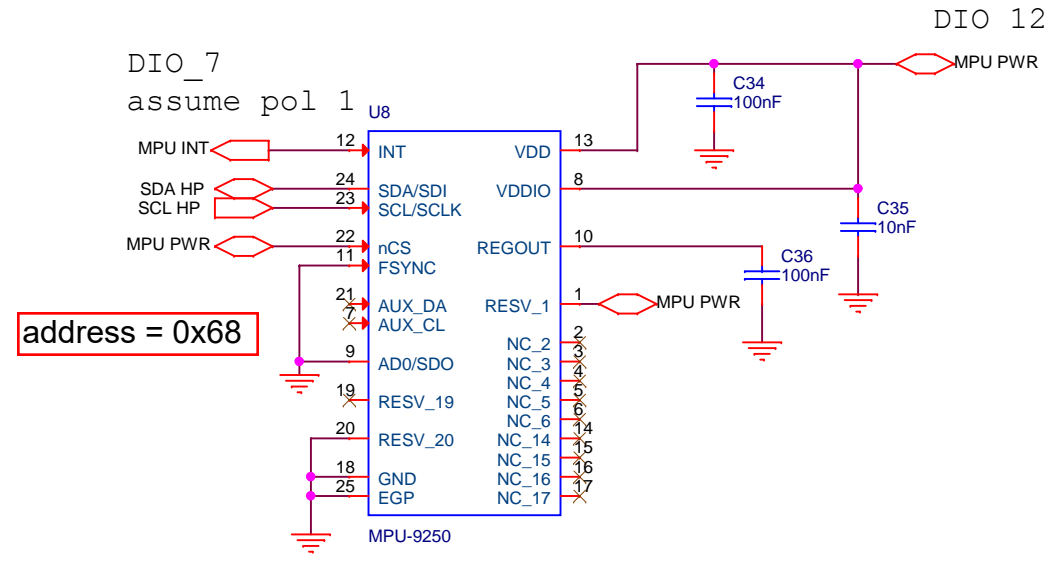 DIO 12
DIO_7
assume pol 1
MPU PWR
C34
100nF
U8
MPU INT
12
INT
VDD
13
SDA HP
24
SDA/SDI
VDDIO
8
SCL HP
23
SCL/SCLK
C35
10nF
MPU PWR
22
nCS
REGOUT
10
11
FSYNC
C36
100nF
21
AUX_DA
RESV_1
1
MPU PWR
7
AUX_CL
address = 0x68
NC_2
2
NC_3
3
9
AD0/SDO
NC_4
4
19
RESV_19
NC_5
5
NC_6
6
20
RESV_20
NC_14
14
NC_15
15
18
GND
NC_16
16
25
EGP
NC_17
17
MPU-9250